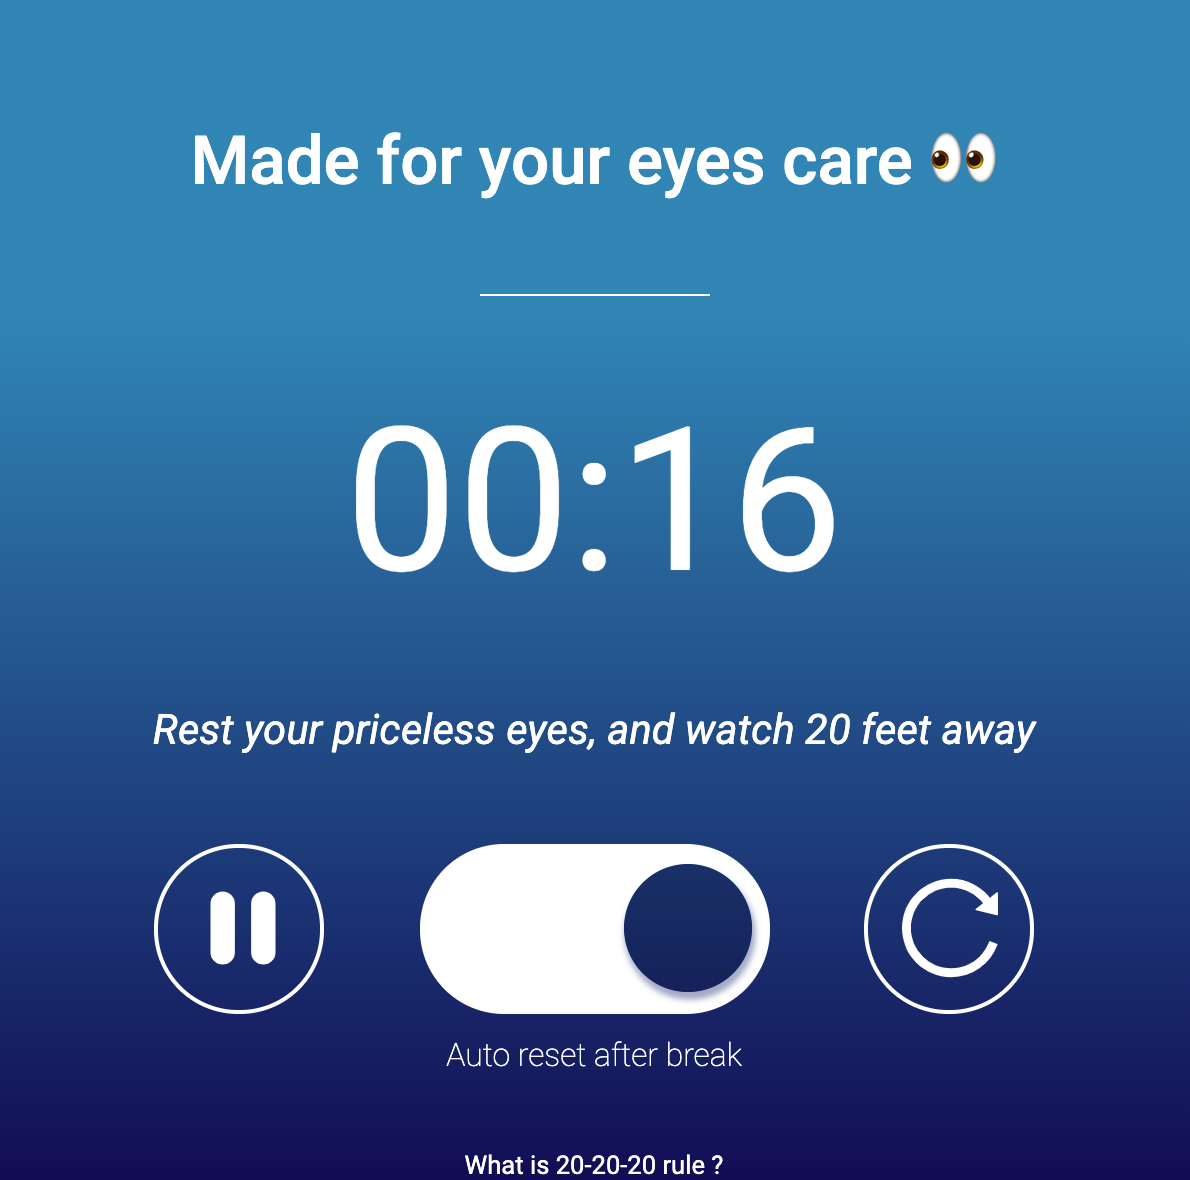 Made for your eyes care 👀
00:16
Rest your priceless eyes, and watch 20 feet away
Auto reset after break
What is 20-20-20 rule ?